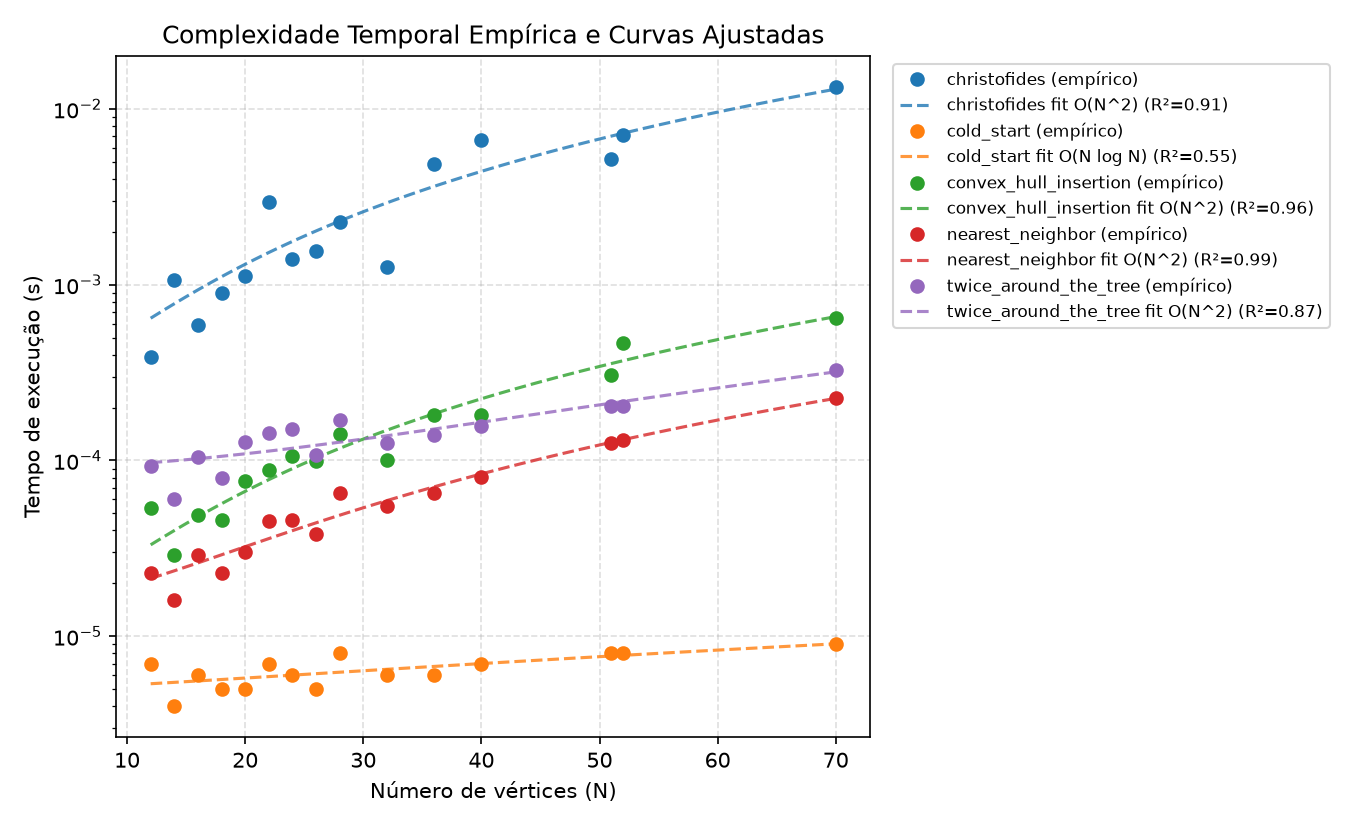 Complexidade Temporal Empírica e Curvas Ajustadas
christofides (empírico)
christofides fit O(N^2) (R²=0.91)
cold_start (empírico)
cold_start fit O(N log N) (R²=0.55)
convex_hull_insertion (empírico)
convex_hull_insertion fit O(N^2) (R²=0.96)
nearest_neighbor (empírico)
nearest_neighbor fit O(N^2) (R²=0.99)
twice_around_the_tree (empírico)
twice_around_the_tree fit O(N^2) (R²=0.87)
Tempo de execução (s)
10⁻²
10⁻³
10⁻⁴
10⁻⁵
10 20 30 40 50 60 70
Número de vértices (N)